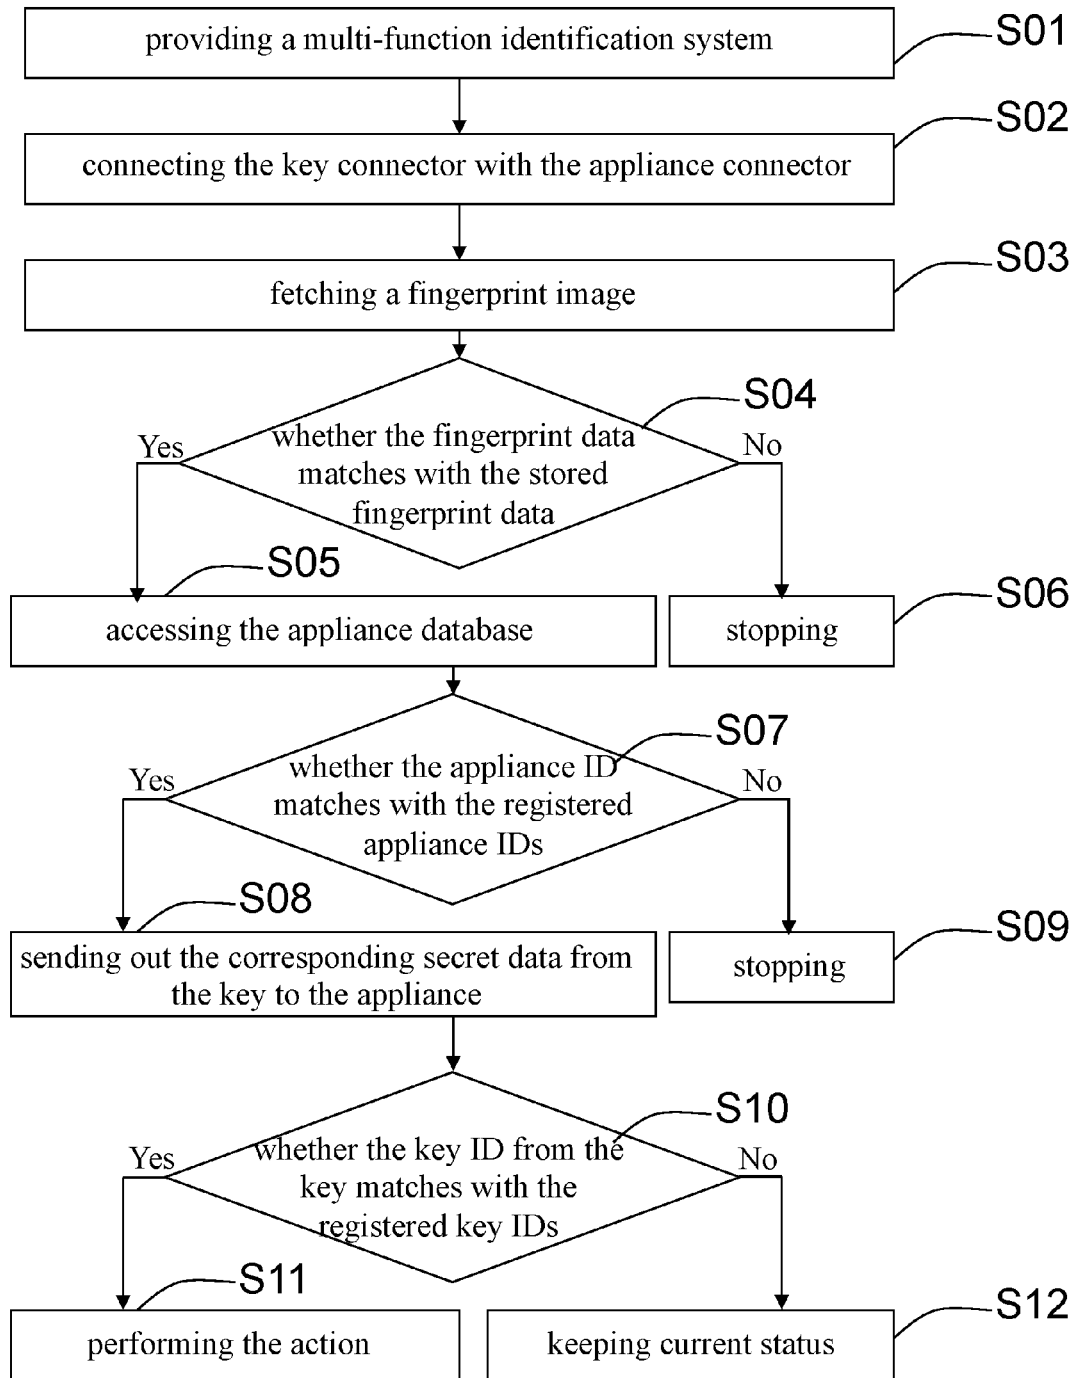 providing a multi-function identification system
S01
S02
connecting the key connector with the appliance connector
S03
fetching a fingerprint image
S04
Yes
No
whether the fingerprint data
matches with the stored
fingerprint data
S05
S06
accessing the appliance database
stopping
S07
Yes
No
whether the appliance ID
matches with the registered
appliance IDs
S08
S09
sending out the corresponding secret data from
the key to the appliance
stopping
S10
Yes
No
whether the key ID from the
key matches with the
registered key IDs
S11
S12
performing the action
keeping current status